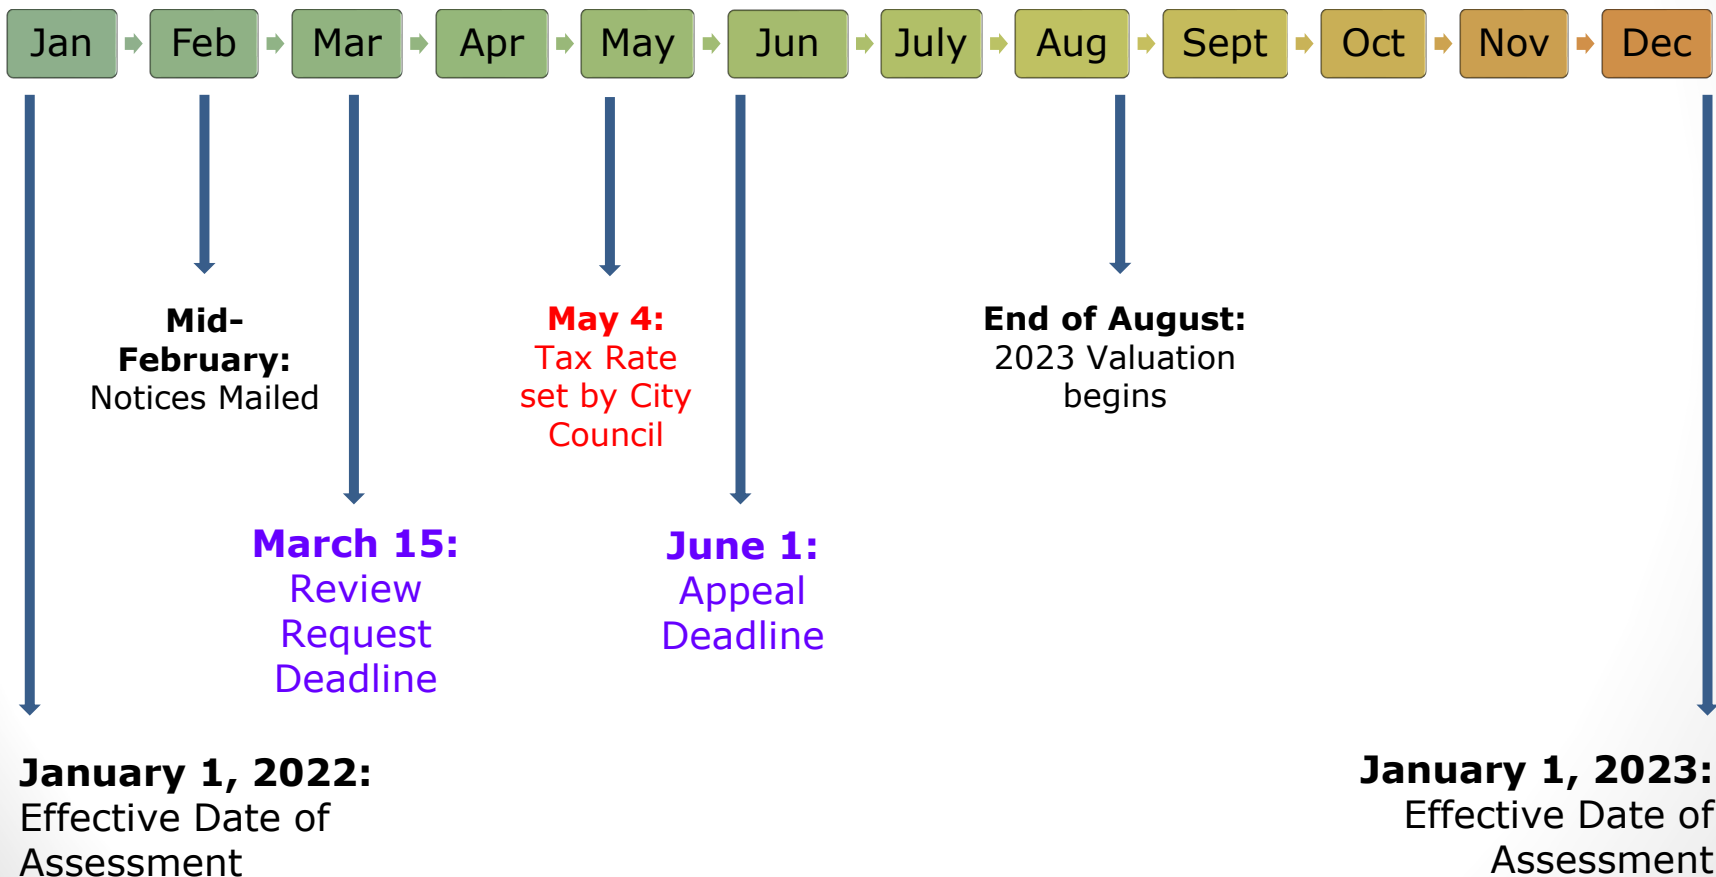 Jan
Feb
Mar
Apr
May
Jun
July
Aug
Sept
Oct
Nov
Dec
Mid-
February:
Notices Mailed
May 4:
Tax Rate
set by City
Council
End of August:
2023 Valuation
begins
March 15:
Review
Request
Deadline
June 1:
Appeal
Deadline
January 1, 2022:
Effective Date of
Assessment
January 1, 2023:
Effective Date of
Assessment